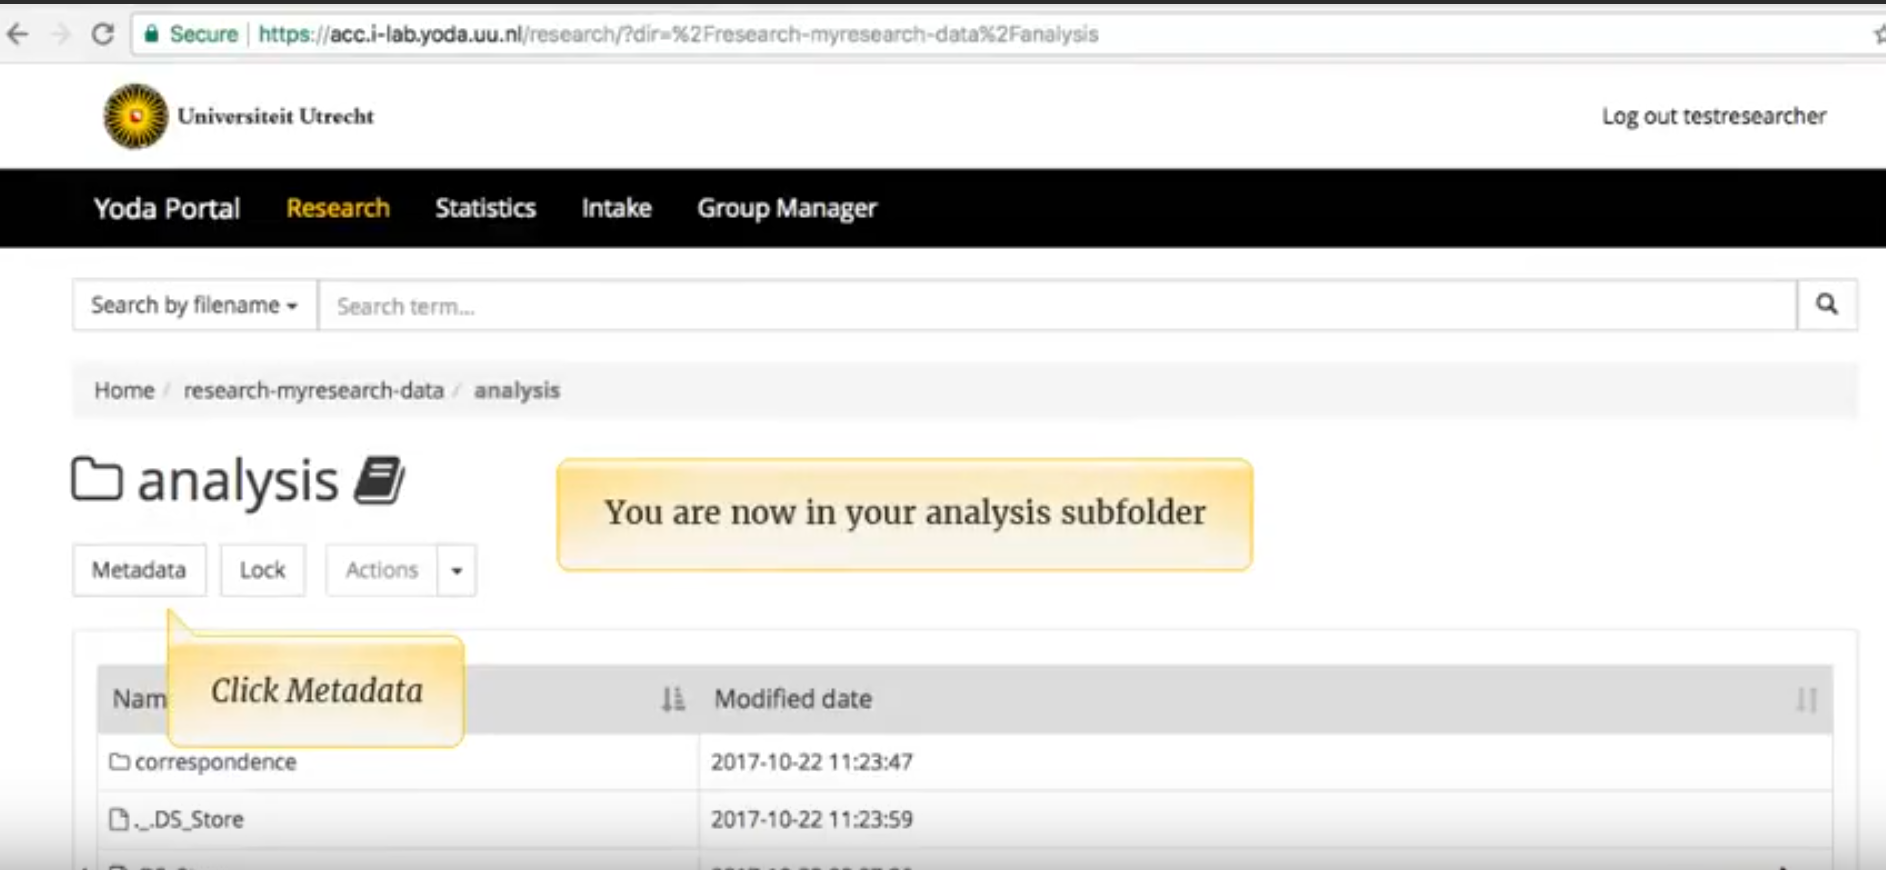 Secure https://acc.i-lab.yoda.uu.nl/research/?dir=%2Fresearch-myresearch-data%2Fanalysis
Universiteit Utrecht
Log out testresearcher
Yoda Portal Research Statistics Intake Group Manager
Search by filename Search term...
Home / research-myresearch-data / analysis
analysis
You are now in your analysis subfolder
Metadata Lock Actions
Click Metadata
Nam Modified date
correspondence 2017-10-22 11:23:47
._.DS_Store 2017-10-22 11:23:59